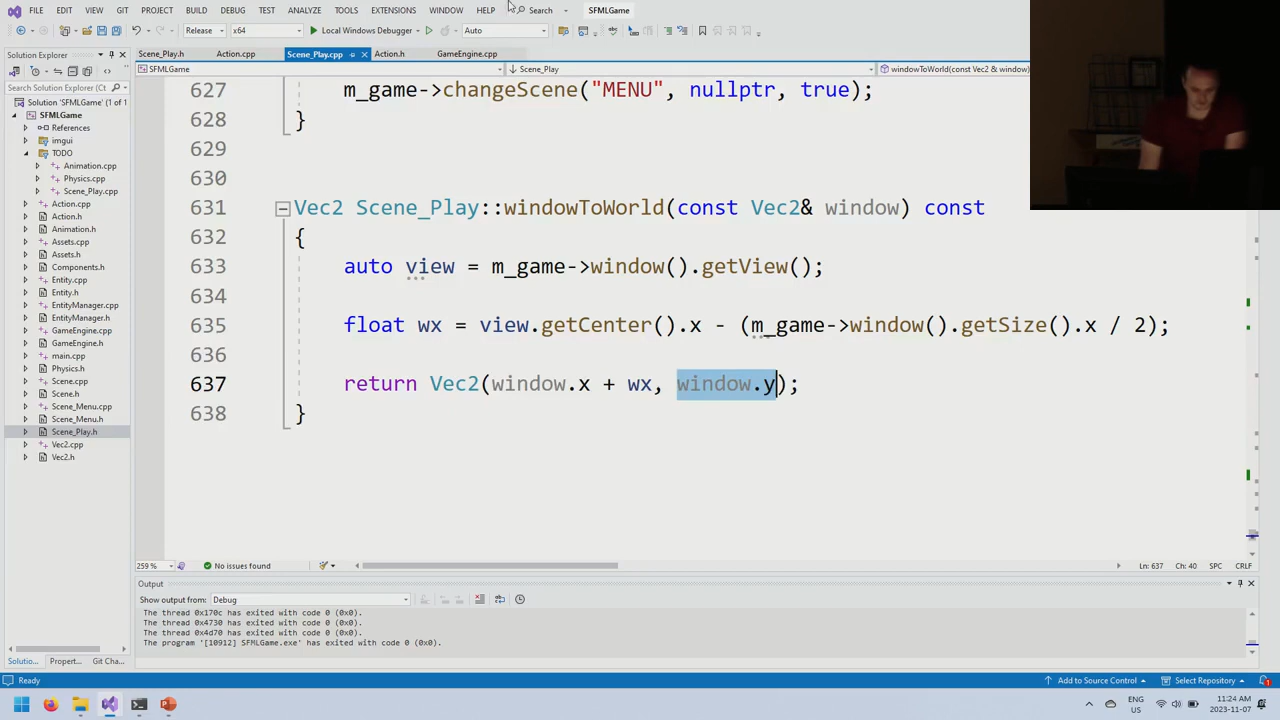 FILE EDIT VIEW GIT PROJECT BUILD DEBUG TEST ANALYZE TOOLS EXTENSIONS WINDOW HELP Search SFMLGame
Release x64 Local Windows Debugger Auto
Solution Explorer
Scene_Play.h Action.cpp Scene_Play.cpp Action.h GameEngine.cpp
SFMLGame Scene_Play windowToWorld(const Vec2 & window)
Search Solution Explorer
Solution 'SFMLGame' (1 of 1
SFMLGame
References
imgui
TODO
Animation.cpp
Physics.cpp
Scene_Play.cpp
Action.cpp
Action.h
Animation.h
Assets.cpp
Assets.h
Components.h
Entity.cpp
Entity.h
EntityManager.cpp
EntityManager.h
GameEngine.cpp
GameEngine.h
main.cpp
Physics.h
Scene.h
Scene_Menu.cpp
Scene_Menu.h
Scene_Play.h
Vec2.cpp
Vec2.h
627 m_game->changeScene("MENU", nullptr, true);
628 }
629
630
631 Vec2 Scene_Play::windowToWorld(const Vec2& window) const
632 {
633 auto view = m_game->window().getView();
634
635 float wx = view.getCenter().x - (m_game->window().getSize().x / 2);
636
637 return Vec2(window.x + wx, window.y);
638 }
259 % No issues found Ln: 637 Ch: 40 SPC CRLF
Output
Show output from: Debug
The thread 0x170c has exited with code 0 (0x0).
The thread 0x4730 has exited with code 0 (0x0).
The thread 0x4d70 has exited with code 0 (0x0).
The program '[10912] SFMLGame.exe' has exited with code 0 (0x0).
Soluti... Propert... Git Cha...
Ready Add to Source Control Select Repository 1
ENG
US
11:24 AM
2023-11-07